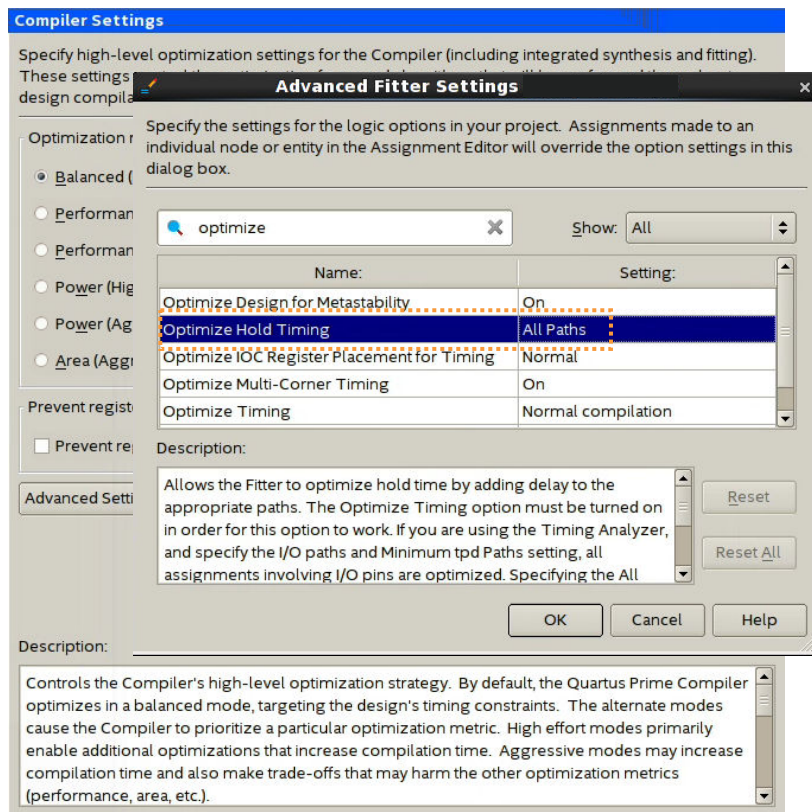 Compiler Settings
Specify high-level optimization settings for the Compiler (including integrated synthesis and fitting).
These settings
design compila
Optimization
Balanced (
Performan
Performan
Power (Hig
Power (Ag
Area (Aggr
Prevent regist
Prevent re
Advanced Setti
Advanced Fitter Settings
Specify the settings for the logic options in your project. Assignments made to an
individual node or entity in the Assignment Editor will override the option settings in this
dialog box.
optimize
Show: All
Name: Setting:
Optimize Design for Metastability On
Optimize Hold Timing All Paths
Optimize IOC Register Placement for Timing Normal
Optimize Multi-Corner Timing On
Optimize Timing Normal compilation
Description:
Allows the Fitter to optimize hold time by adding delay to the
appropriate paths. The Optimize Timing option must be turned on
in order for this option to work. If you are using the Timing Analyzer,
and specify the I/O paths and Minimum tpd Paths setting, all
assignments involving I/O pins are optimized. Specifying the All
Reset
Reset All
OK Cancel Help
Description:
Controls the Compiler's high-level optimization strategy. By default, the Quartus Prime Compiler
optimizes in a balanced mode, targeting the design's timing constraints. The alternate modes
cause the Compiler to prioritize a particular optimization metric. High effort modes primarily
enable additional optimizations that increase compilation time. Aggressive modes may increase
compilation time and also make trade-offs that may harm the other optimization metrics
(performance, area, etc.).